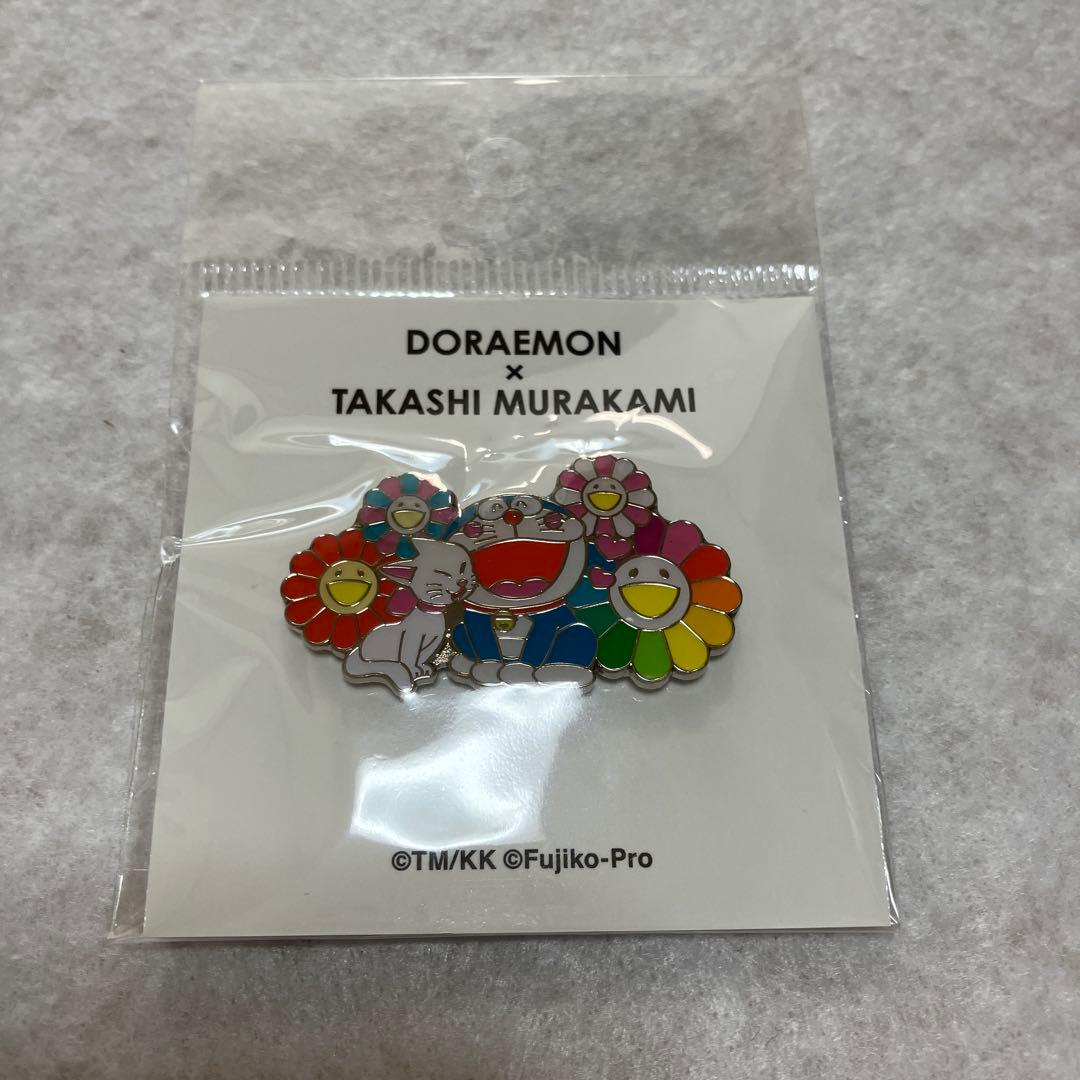 DORAEMON
×
TAKASHI MURAKAMI
©TM/KK ©Fujiko-Pro